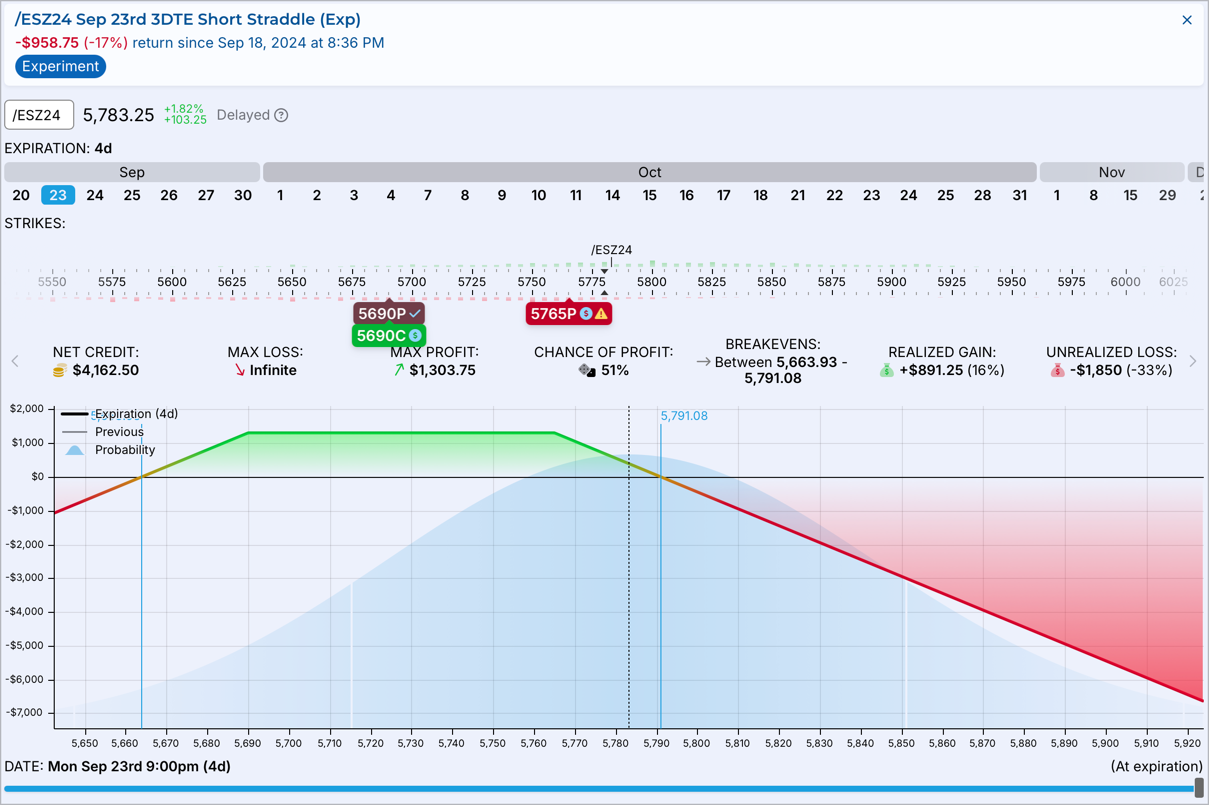 /ESZ24 Sep 23rd 3DTE Short Straddle (Exp)
-$958.75 (-17%) return since Sep 18, 2024 at 8:36 PM
Experiment
/ESZ24 5,783.25 +1.82% +103.25 Delayed ?
EXPIRATION: 4d
Sep Oct Nov D
20 23 24 25 26 27 30 1 2 3 4 7 8 9 10 11 14 15 16 17 18 21 22 23 24 25 28 31 1 8 15 29 2
STRIKES:
/ESZ24
5550 5575 5600 5625 5650 5675 5700 5725 5750 5775 5800 5825 5850 5875 5900 5925 5950 5975 6000 6025
5690P 5765P $
5690C $
NET CREDIT: MAX LOSS: MAX PROFIT: CHANCE OF PROFIT: BREAKEVENS: REALIZED GAIN: UNREALIZED LOSS:
$4,162.50 Infinite $1,303.75 51% Between 5,663.93 - +$891.25 (16%) -$1,850 (-33%)
5,791.08
$2,000
Expiration (4d)
5,791.08
Previous
$1,000
Probability
$0
-$1,000
-$2,000
-$3,000
-$4,000
-$5,000
-$6,000
-$7,000
5,650 5,660 5,670 5,680 5,690 5,700 5,710 5,720 5,730 5,740 5,750 5,760 5,770 5,780 5,790 5,800 5,810 5,820 5,830 5,840 5,850 5,860 5,870 5,880 5,890 5,900 5,910 5,920
DATE: Mon Sep 23rd 9:00pm (4d) (At expiration)